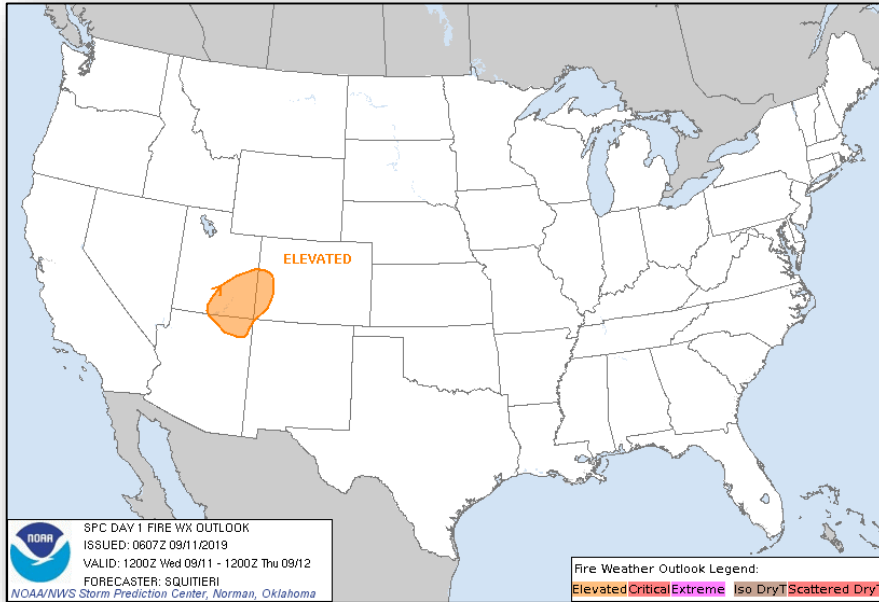 ELEVATED
SPC DAY 1 FIRE WX OUTLOOK
ISSUED: 0607Z 09/11/2019
VALID: 1200Z Wed 09/11 - 1200Z Thu 09/12
FORECASTER: SQUITIERI
NOAA/NWS Storm Prediction Center, Norman, Oklahoma
NOAA
Fire Weather Outlook Legend:
Elevated Critical Extreme Iso DryT Scattered DryT